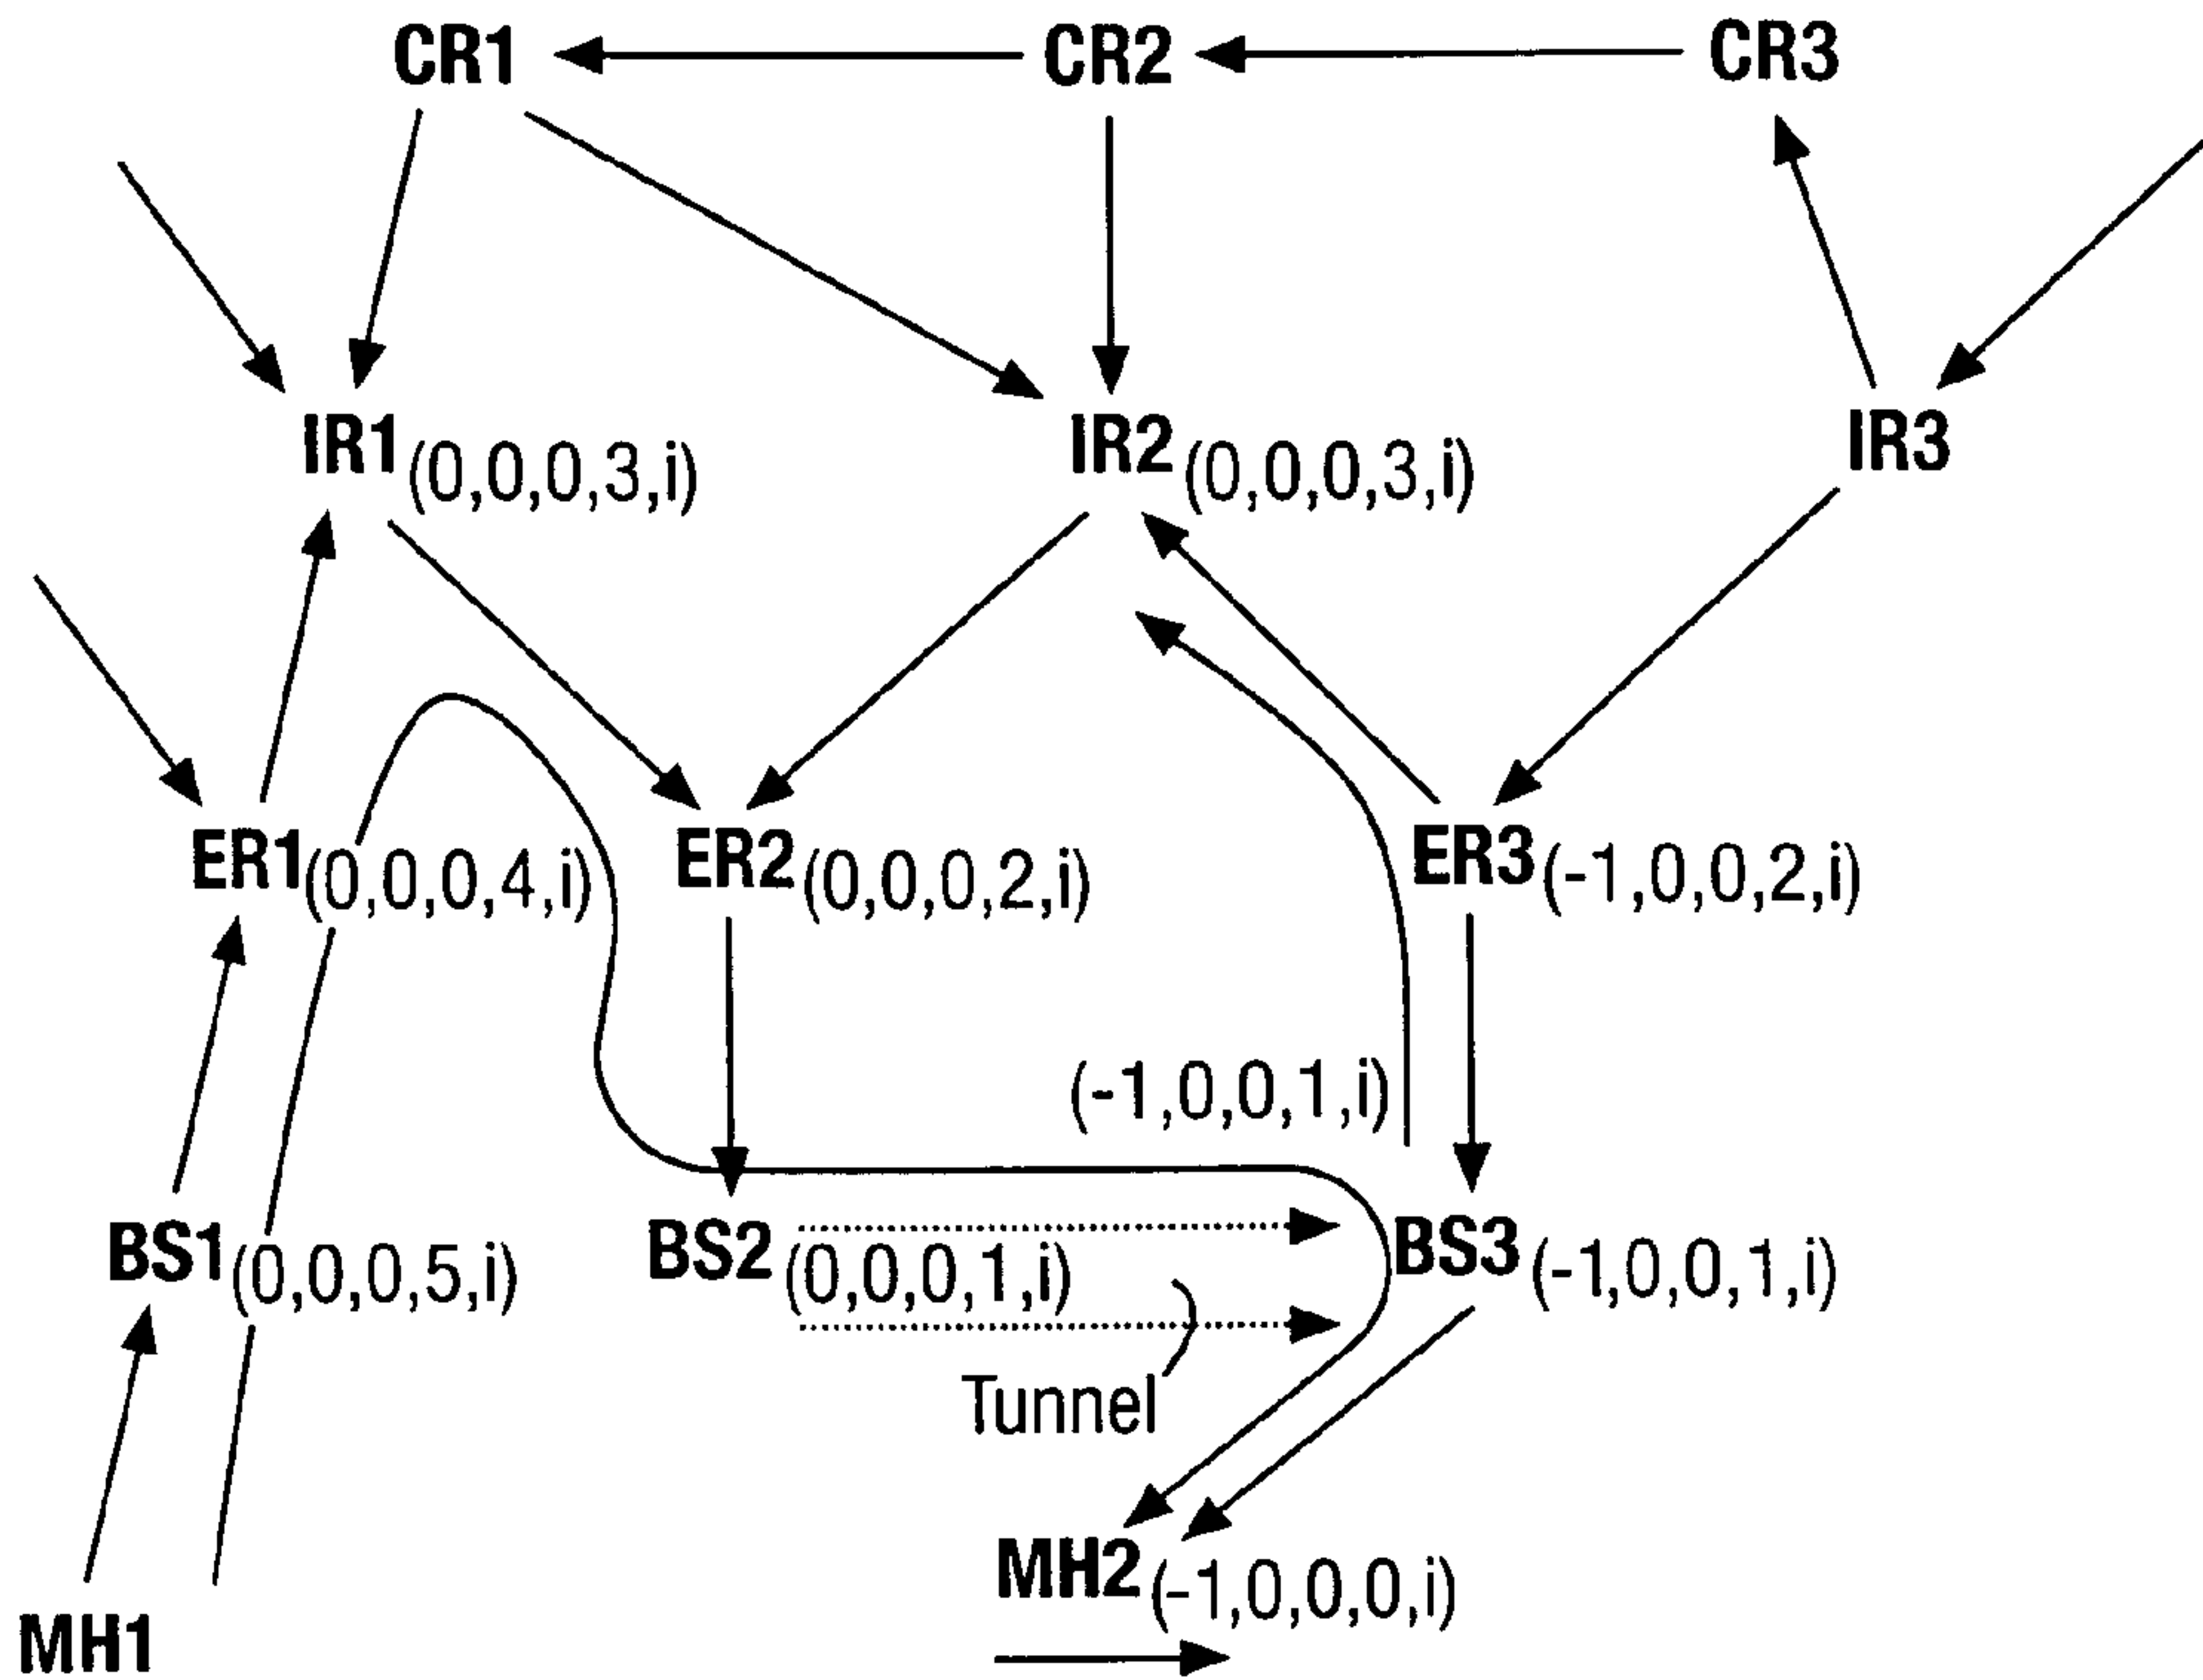 CR1 CR2 CR3
IR1(0,0,0,3,i) IR2(0,0,0,3,i) IR3
ER1(0,0,0,4,i) ER2(0,0,0,2,i) ER3(-1,0,0,2,i)
(-1,0,0,1,i)
BS1(0,0,0,5,i) BS2(0,0,0,1,i) BS3(-1,0,0,1,i)
Tunnel
MH2(-1,0,0,0,i)
MH1